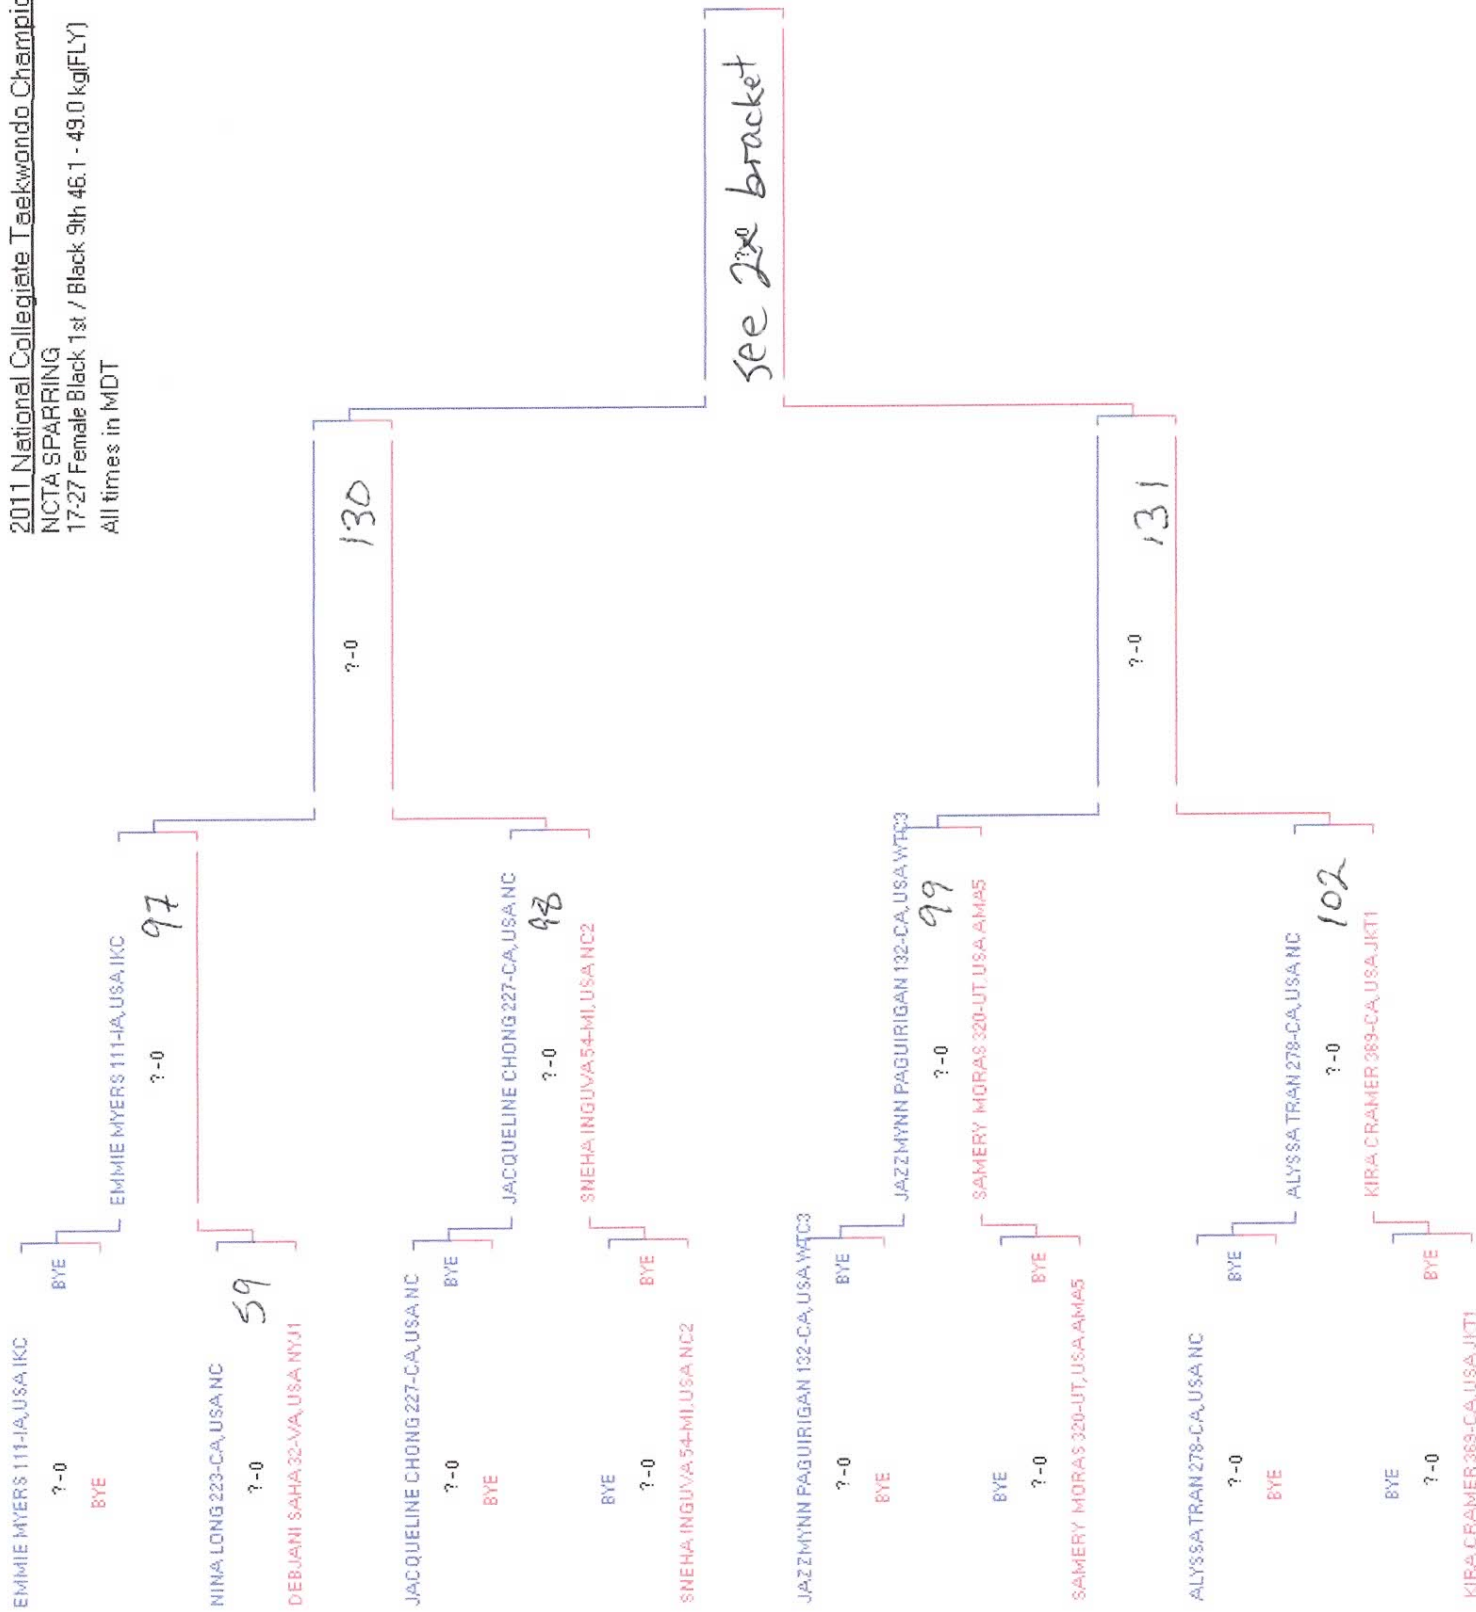 2011 National Collegiate Taekwondo Champio
NCTA SPARRING
17-27 Female Black 1st / Black 9th 46.1 - 49.0 kg(FLY)
All times in MDT
EMMIE MYERS 111-IA,USA IKC
?-0
BYE
BYE
NINA LONG 223-CA,USA NC
?-0
59
DEBJANI SAHA 32-VA,USA NYJ1
JACQUELINE CHONG 227-CA,USA NC
?-0
BYE
BYE
BYE
?-0
BYE
SNEHA INGUVA 54-MI,USA NC2
JAZZMYNN PAGUIRIGAN 132-CA,USA WTC3
?-0
BYE
BYE
BYE
?-0
BYE
SAMERY MORAS 320-UT,USA AMA5
ALYSSA TRAN 278-CA,USA NC
?-0
BYE
BYE
BYE
?-0
BYE
KIRA CRAMER 389-CA,USA JKT1
EMMIE MYERS 111-IA,USA IKC
?-0
97
JACQUELINE CHONG 227-CA,USA NC
?-0
98
SNEHA INGUVA 54-MI,USA NC2
JAZZMYNN PAGUIRIGAN 132-CA,USA WTC3
?-0
99
SAMERY MORAS 320-UT,USA AMA5
ALYSSA TRAN 278-CA,USA NC
?-0
102
KIRA CRAMER 389-CA,USA JKT1
?-0
130
?-0
131
See bracket